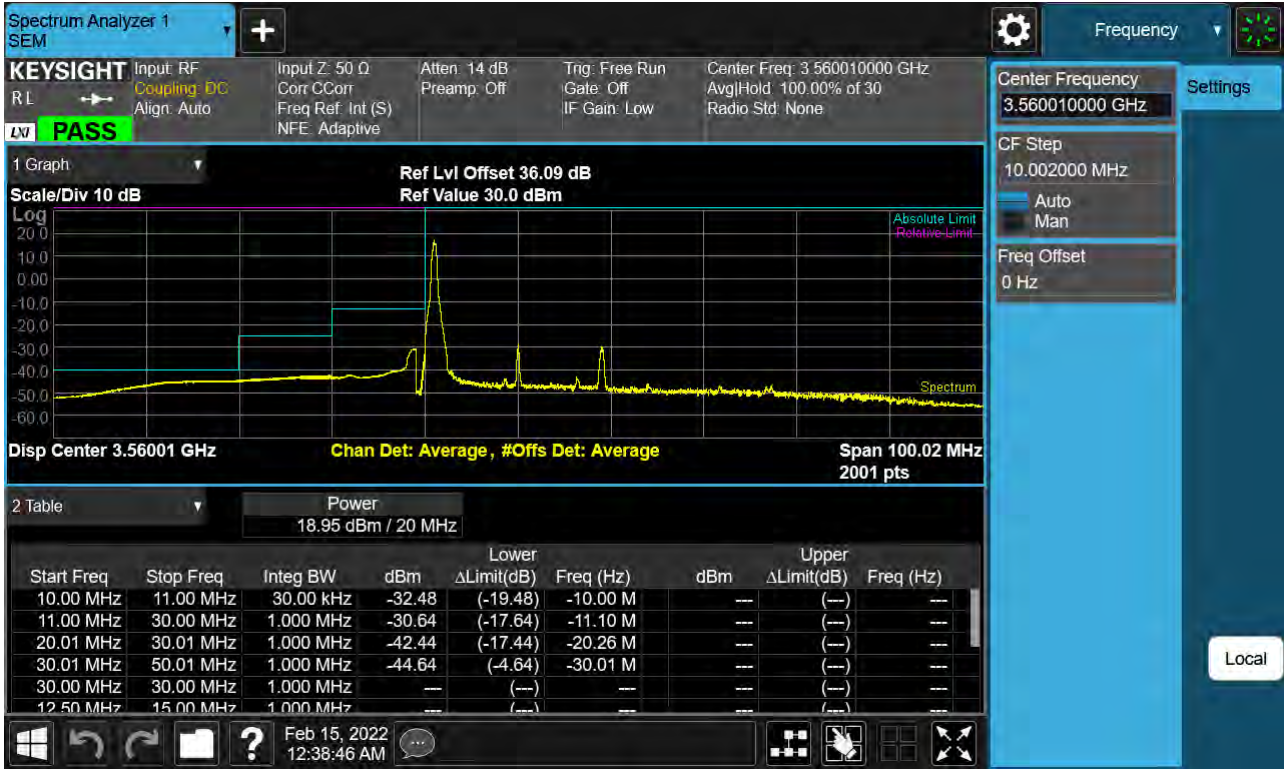 Spectrum Analyzer 1
SEM
Frequency
KEYSIGHT
Input: RF
Coupling: DC
Align: Auto
Input Z: 50 Ω
Corr CCorr
Freq Ref: Int (S)
NFE: Adaptive
Atten: 14 dB
Preamp: Off
Trig: Free Run
Gate: Off
IF Gain: Low
Center Freq: 3.560010000 GHz
Avg|Hold: 100.00% of 30
Radio Std: None
RL
LXI
PASS
Center Frequency
3.560010000 GHz
Settings
CF Step
10.002000 MHz
Auto
Man
Freq Offset
0 Hz
Local
1 Graph
Scale/Div 10 dB
Ref Lvl Offset 36.09 dB
Ref Value 30.0 dBm
Log
Absolute Limit
Relative Limit
20.0
10.0
0.00
-10.0
-20.0
-30.0
-40.0
-50.0
-60.0
Spectrum
Disp Center 3.56001 GHz
Chan Det: Average, #Offs Det: Average
Span 100.02 MHz
2001 pts
2 Table
Power
18.95 dBm / 20 MHz
Lower Upper
Start Freq Stop Freq Integ BW dBm ΔLimit(dB) Freq (Hz) dBm ΔLimit(dB) Freq (Hz)
10.00 MHz 11.00 MHz 30.00 kHz -32.48 (-19.48) -10.00 M --- (---) ---
11.00 MHz 30.00 MHz 1.000 MHz -30.64 (-17.64) -11.10 M --- (---) ---
20.01 MHz 30.01 MHz 1.000 MHz -42.44 (-17.44) -20.26 M --- (---) ---
30.01 MHz 50.01 MHz 1.000 MHz -44.64 (-4.64) -30.01 M --- (---) ---
30.00 MHz 30.00 MHz 1.000 MHz --- (---) --- --- (---) ---
12.50 MHz 15.00 MHz 1.000 MHz --- (---) --- --- (---) ---
Feb 15, 2022
12:38:46 AM